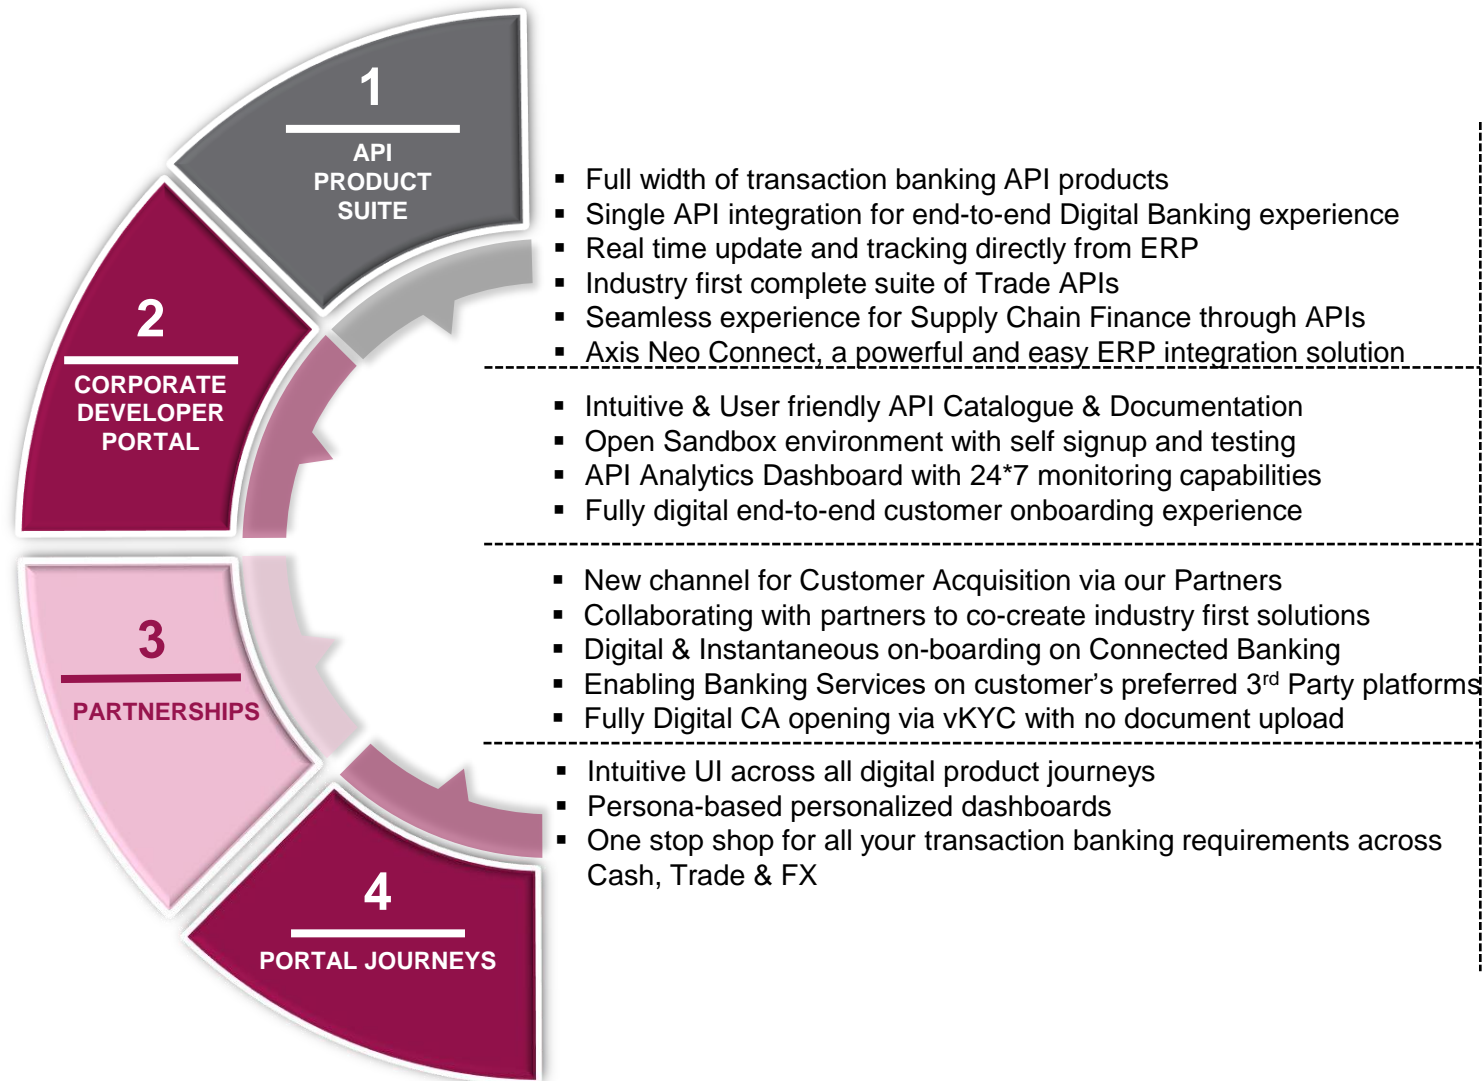 1
API
PRODUCT
SUITE
▪ Full width of transaction banking API products
▪ Single API integration for end-to-end Digital Banking experience
▪ Real time update and tracking directly from ERP
▪ Industry first complete suite of Trade APIs
▪ Seamless experience for Supply Chain Finance through APIs
▪ Axis Neo Connect, a powerful and easy ERP integration solution
2
CORPORATE
DEVELOPER
PORTAL
▪ Intuitive & User friendly API Catalogue & Documentation
▪ Open Sandbox environment with self signup and testing
▪ API Analytics Dashboard with 24*7 monitoring capabilities
▪ Fully digital end-to-end customer onboarding experience
3
PARTNERSHIPS
▪ New channel for Customer Acquisition via our Partners
▪ Collaborating with partners to co-create industry first solutions
▪ Digital & Instantaneous on-boarding on Connected Banking
▪ Enabling Banking Services on customer’s preferred 3rd Party platforms
▪ Fully Digital CA opening via vKYC with no document upload
4
PORTAL JOURNEYS
▪ Intuitive UI across all digital product journeys
▪ Persona-based personalized dashboards
▪ One stop shop for all your transaction banking requirements across
Cash, Trade & FX